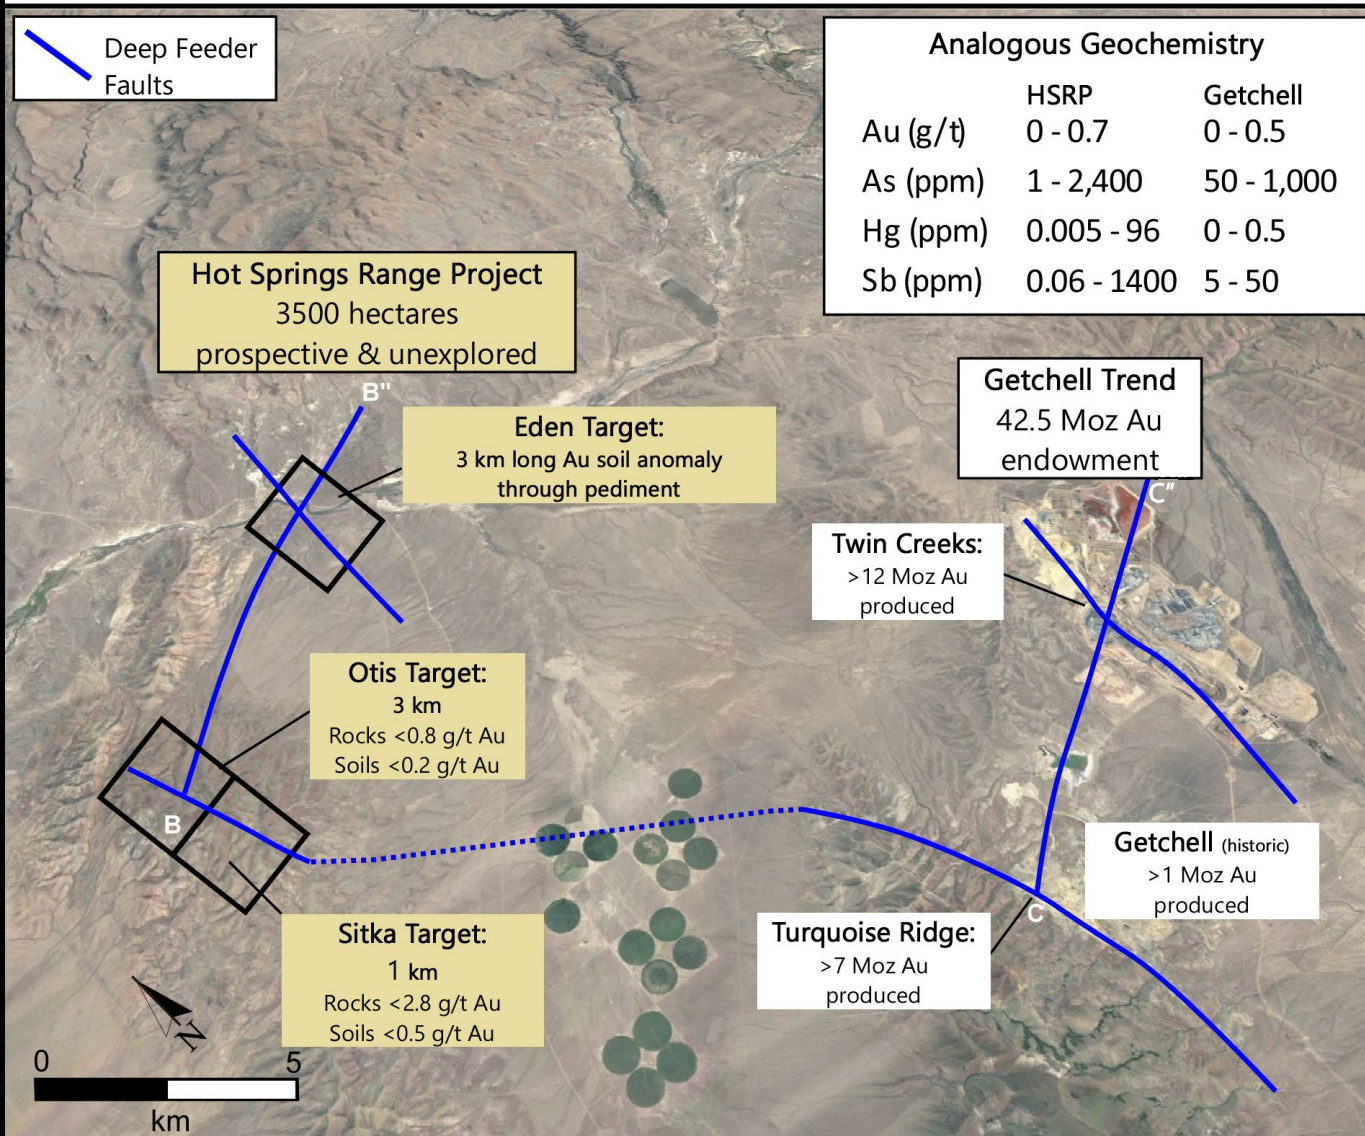 Deep Feeder
Faults
Analogous Geochemistry
HSRP Getchell
Au (g/t) 0 - 0.7 0 - 0.5
As (ppm) 1 - 2,400 50 - 1,000
Hg (ppm) 0.005 - 96 0 - 0.5
Sb (ppm) 0.06 - 1400 5 - 50
Hot Springs Range Project
3500 hectares
prospective & unexplored
B"
Eden Target:
3 km long Au soil anomaly
through pediment
Getchell Trend
42.5 Moz Au
endowment
C"
Twin Creeks:
>12 Moz Au
produced
Otis Target:
3 km
Rocks <0.8 g/t Au
Soils <0.2 g/t Au
B
Getchell (historic)
>1 Moz Au
produced
C
Turquoise Ridge:
>7 Moz Au
produced
Sitka Target:
1 km
Rocks <2.8 g/t Au
Soils <0.5 g/t Au
N
0 5
km